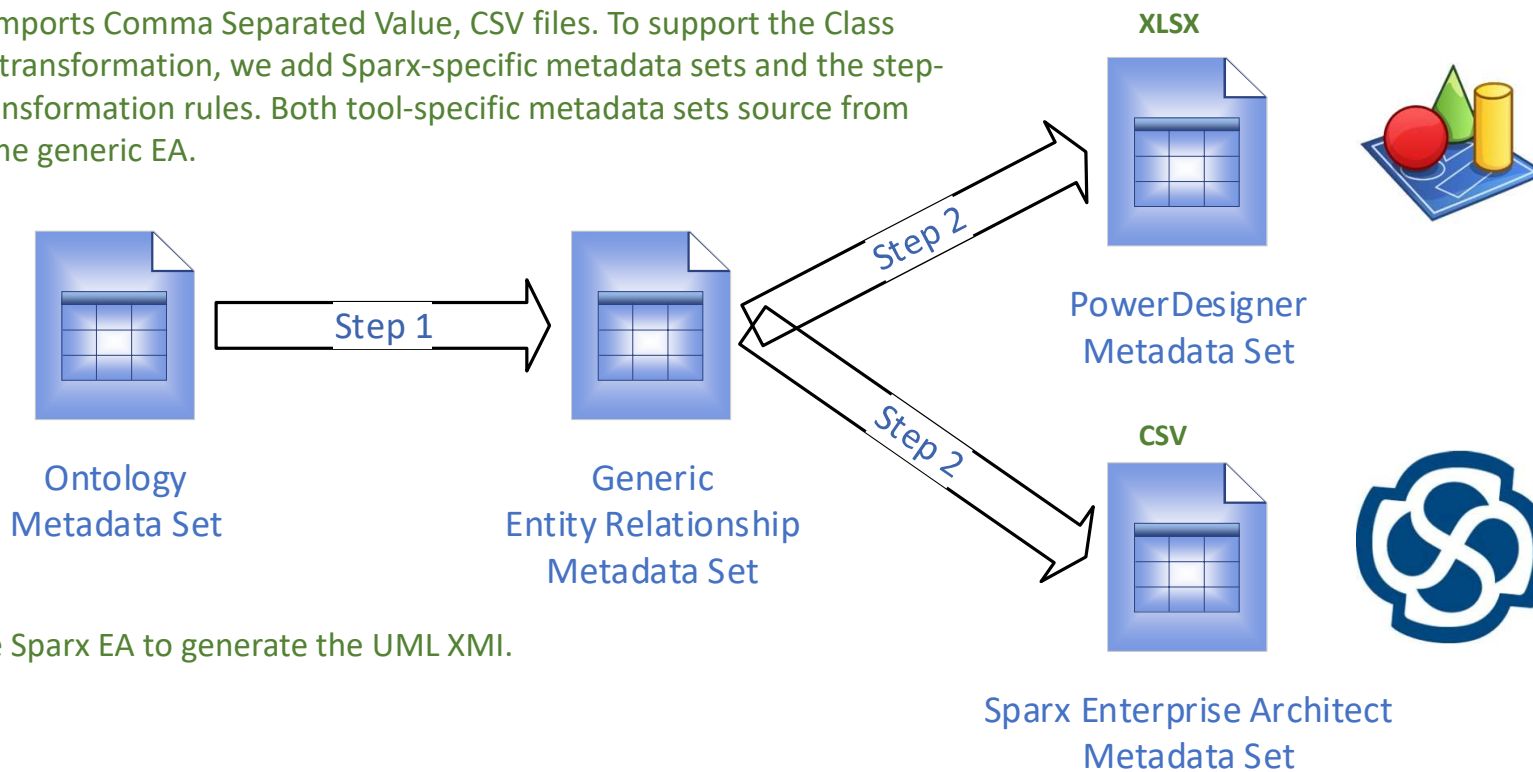 mports Comma Separated Value, CSV files. To support the Class
transformation, we add Sparx-specific metadata sets and the step-
nsformation rules. Both tool-specific metadata sets source from
ne generic EA.
XLSX
Step 1
Step 2
Step 2
PowerDesigner
Metadata Set
CSV
Ontology
Metadata Set
Generic
Entity Relationship
Metadata Set
e Sparx EA to generate the UML XMI.
Sparx Enterprise Architect
Metadata Set